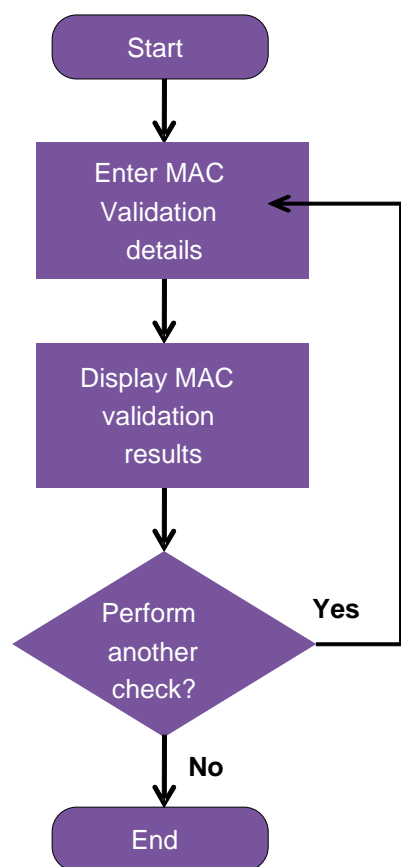 Start
Enter MAC
Validation
details
Display MAC
validation
results
Perform
another
check?
Yes
No
End